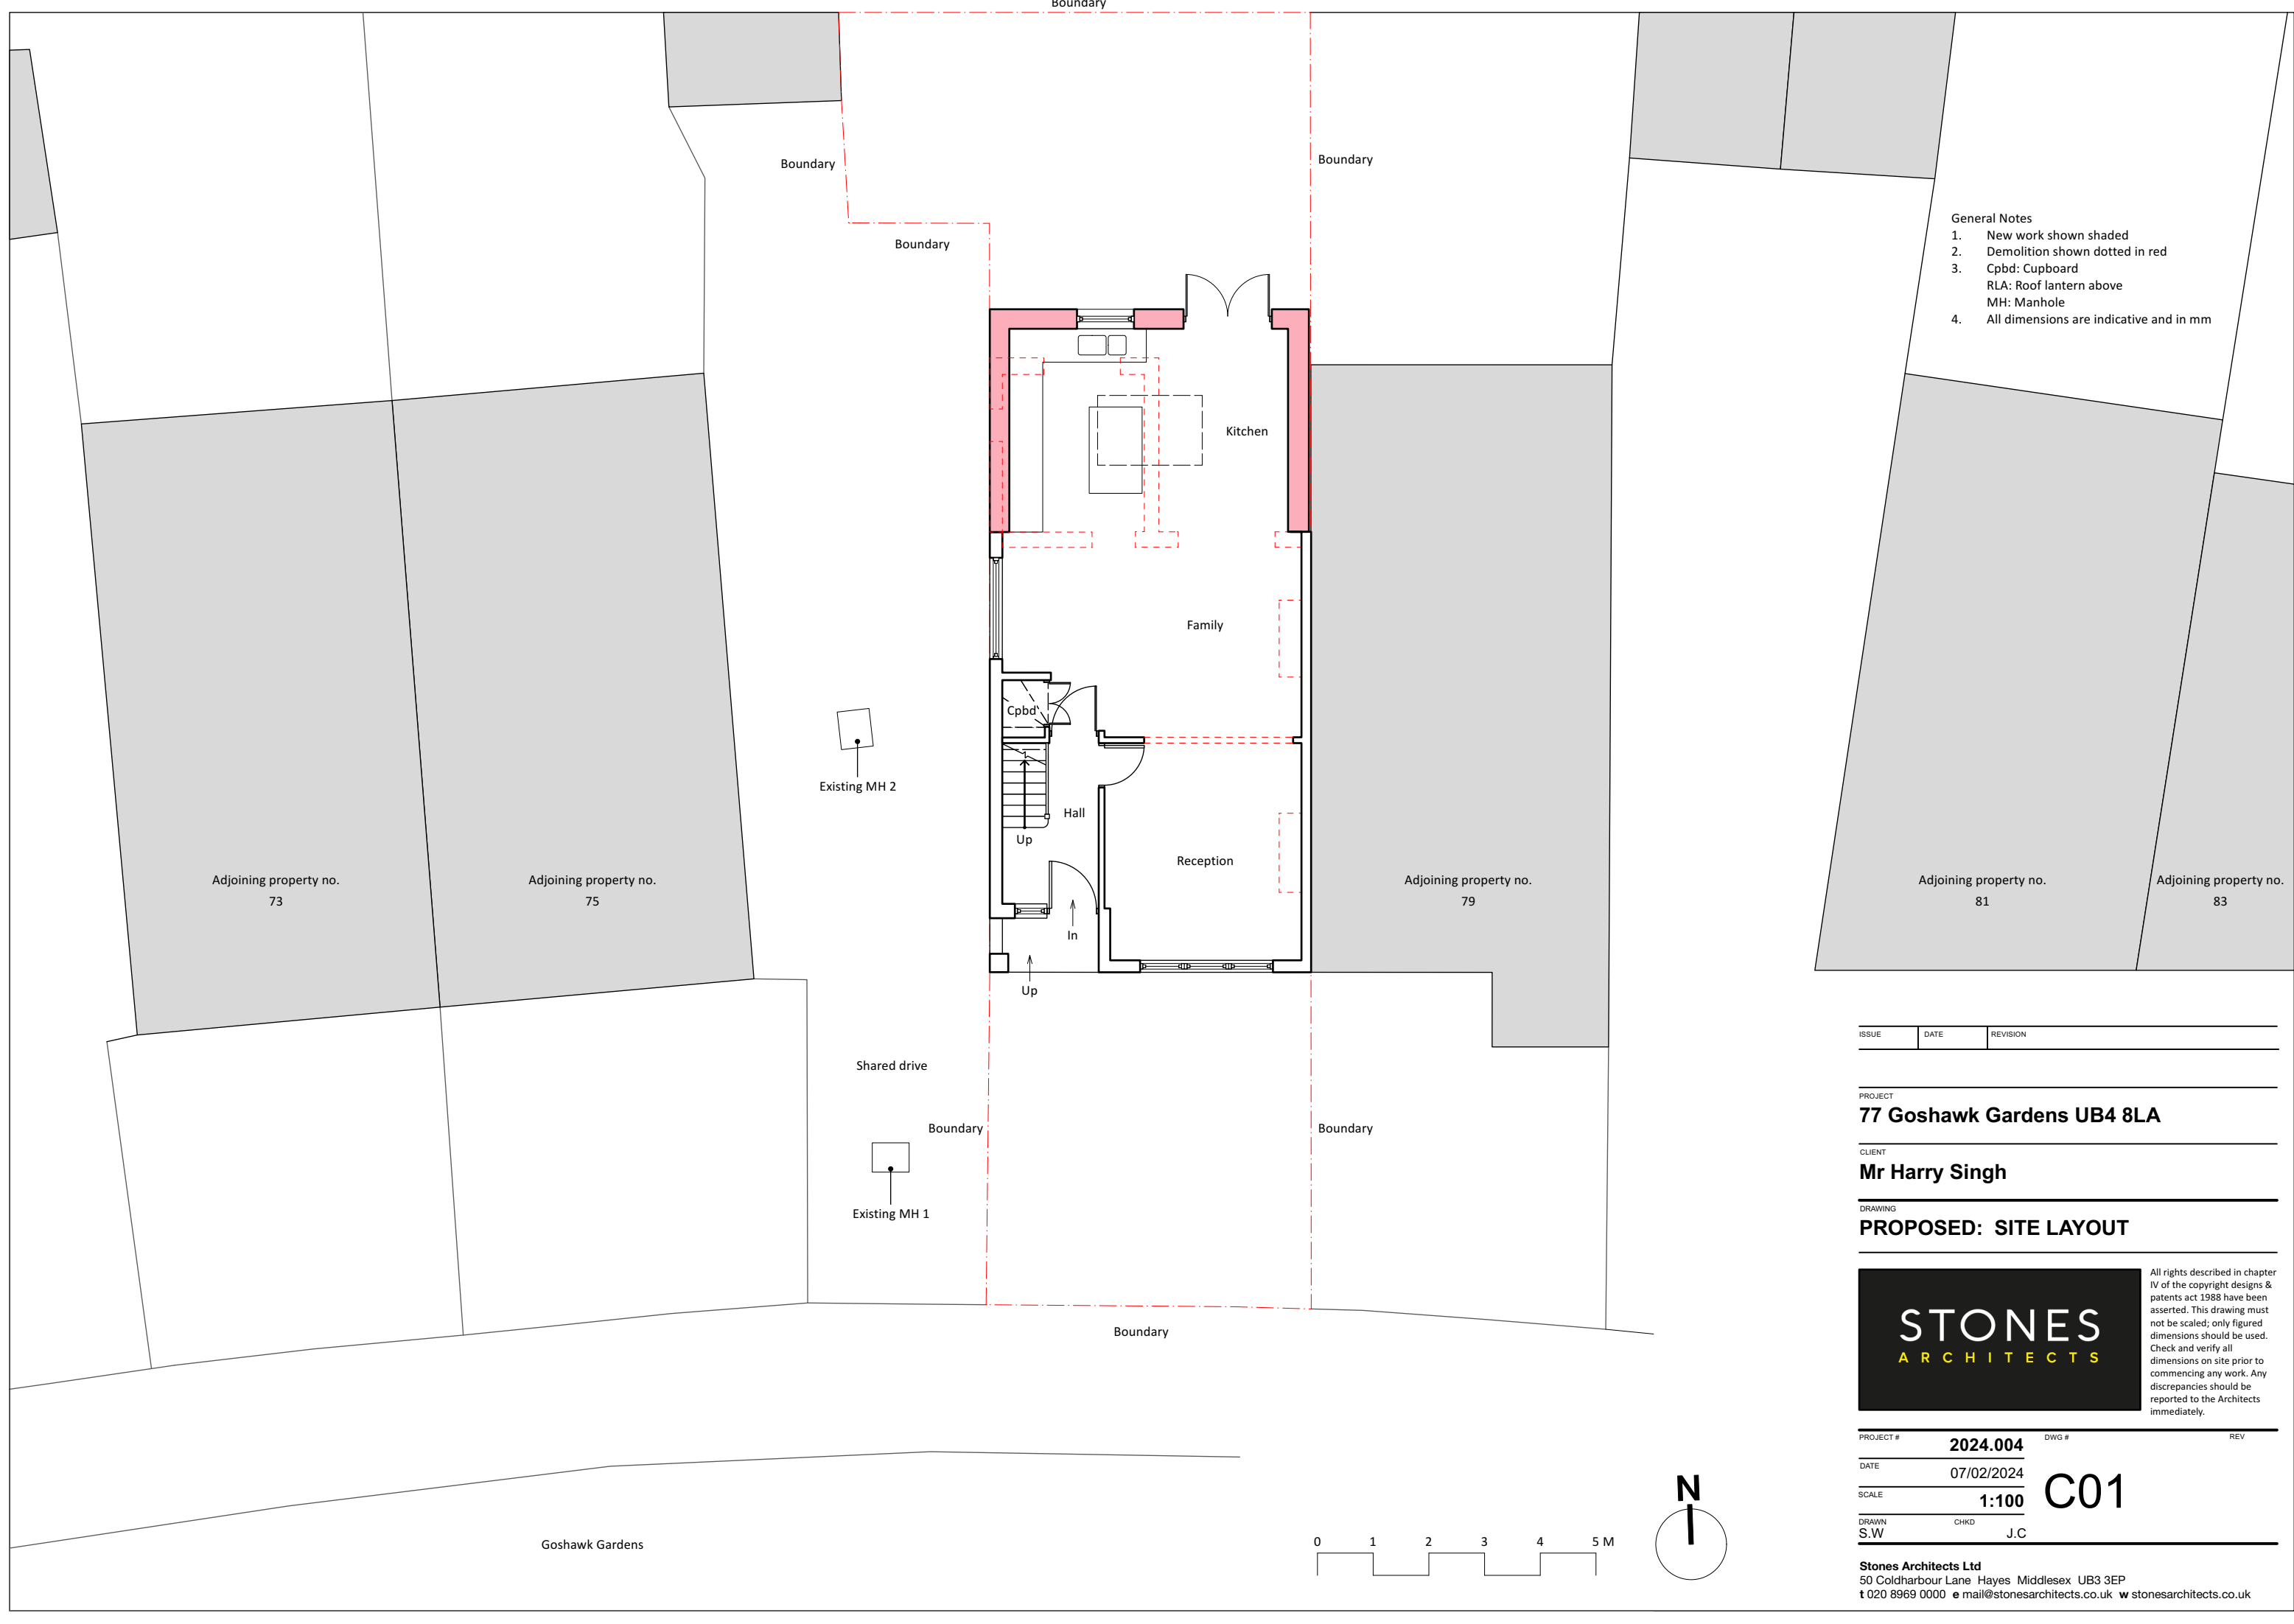 Boundary
Boundary
Boundary
Boundary
General Notes
1. New work shown shaded
2. Demolition shown dotted in red
3. Cpbd: Cupboard
RLA: Roof lantern above
MH: Manhole
4. All dimensions are indicative and in mm
Kitchen
Family
Cpbd
Existing MH 2
Hall
Up
Reception
In
Up
Adjoining property no.
73
Adjoining property no.
75
Adjoining property no.
79
Adjoining property no.
81
Adjoining property no.
83
Shared drive
Boundary
Boundary
Existing MH 1
Boundary
Goshawk Gardens
0 1 2 3 4 5 M
N
ISSUE DATE REVISION
PROJECT
77 Goshawk Gardens UB4 8LA
CLIENT
Mr Harry Singh
DRAWING
PROPOSED: SITE LAYOUT
STONES
ARCHITECTS
All rights described in chapter
IV of the copyright designs &
patents act 1988 have been
asserted. This drawing must
not be scaled; only figured
dimensions should be used.
Check and verify all
dimensions on site prior to
commencing any work. Any
discrepancies should be
reported to the Architects
immediately.
PROJECT # 2024.004
DATE 07/02/2024
SCALE 1:100
DRAWN CHKD
S.W J.C
DWG # REV
C01
Stones Architects Ltd
50 Coldharbour Lane Hayes Middlesex UB3 3EP
t 020 8969 0000 e mail@stonesarchitects.co.uk w stonesarchitects.co.uk